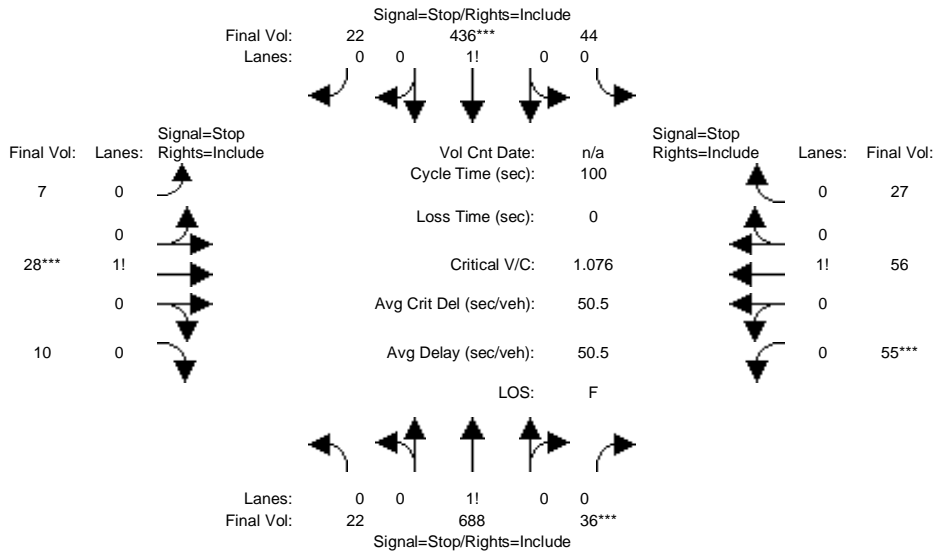 Signal=Stop/Rights=Include
Final Vol: 22 436*** 44
Lanes: 0 0 1! 0 0
Signal=Stop Signal=Stop
Final Vol: Lanes: Rights=Include Vol Cnt Date: n/a Rights=Include Lanes: Final Vol:
Cycle Time (sec): 100
7 0 0 27
Loss Time (sec): 0
0 0
28*** 1! Critical V/C: 1.076 1! 56
0 Avg Crit Del (sec/veh): 50.5 0
10 0 Avg Delay (sec/veh): 50.5 0 55***
LOS: F
Lanes: 0 0 1! 0 0
Final Vol: 22 688 36***
Signal=Stop/Rights=Include